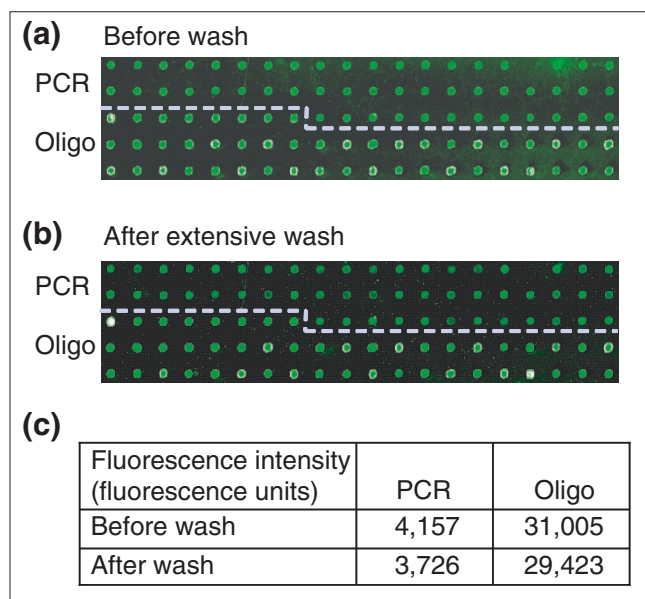 (a) Before wash
PCR
Oligo
(b) After extensive wash
PCR
Oligo
(c)
Fluorescence intensity
(fluorescence units) PCR Oligo
Before wash 4,157 31,005
After wash 3,726 29,423